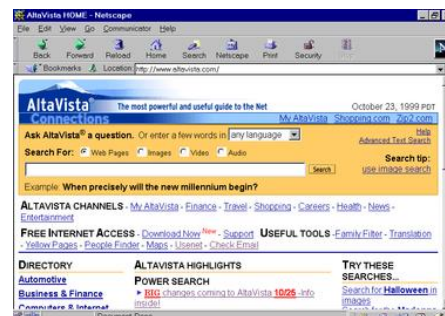 AltaVista HOME - Netscape
File Edit View Go Communicator Help
Back Forward Reload Home Search Netscape Print Security
Bookmarks Location: http://www.altavista.com/
AltaVista The most powerful and useful guide to the Net October 23, 1999 PDT
Connections My AltaVista Shopping.com Zip2.com
Ask AltaVista® a question. Or enter a few words in any language Help
Advanced Text Search
Search For: Web Pages Images Video Audio
Search tip:
Search use image search
Example: When precisely will the new millennium begin?
ALTAVISTA CHANNELS - My AltaVista - Finance - Travel - Shopping - Careers - Health - News -
Entertainment
FREE INTERNET ACCESS - Download Now New - Support USEFUL TOOLS - Family Filter - Translation
- Yellow Pages - People Finder - Maps - Usenet - Check Email
DIRECTORY ALTAVISTA HIGHLIGHTS TRY THESE
SEARCHES...
Automotive POWER SEARCH
Search for Halloween in
Business & Finance BIG changes coming to AltaVista 10/26 -Info
images
inside!
Computers & Internet